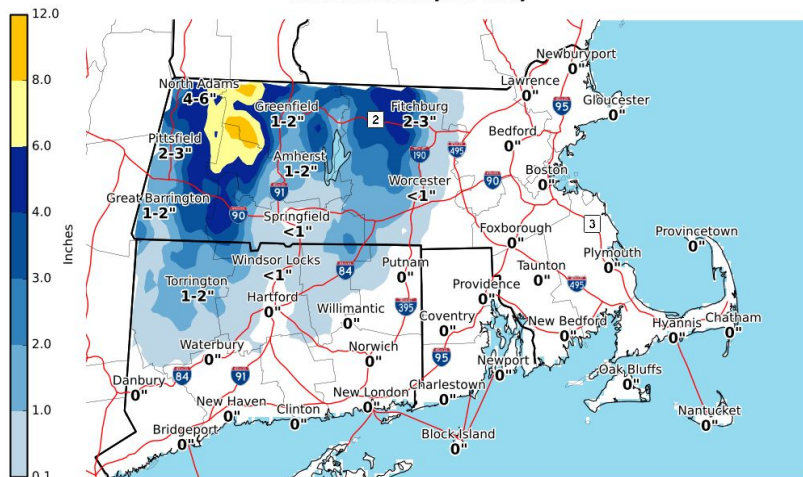 12.0
8.0
6.0
4.0
3.0
2.0
1.0
0.1
Inches
North Adams
4-6"
Greenfield
1-2"
2
Fitchburg
2-3"
Pittsfield
2-3"
Amherst
1-2"
190
495
Worcester
<1"
Great Barrington
1-2"
91
90
Springfield
<1"
Newburyport
0"
Lawrence
0"
95
Gloucester
0"
Bedford
0"
Boston
0"
90
3
Foxborough
0"
Provincetown
0"
Plymouth
0"
Taunton
0"
495
Windsor Locks
<1"
84
Putnam
0"
Torrington
1-2"
Hartford
0"
Willimantic
0"
395
Coventry
0"
Providence
0"
New Bedford
0"
Hyannis
0"
Chatham
0"
Waterbury
0"
Norwich
0"
95
Newport
0"
Oak Bluffs
0"
Danbury
0"
84
91
New Haven
0"
Clinton
0"
New London
0"
Charlestown
0"
Nantucket
0"
Bridgeport
0"
Block Island
0"